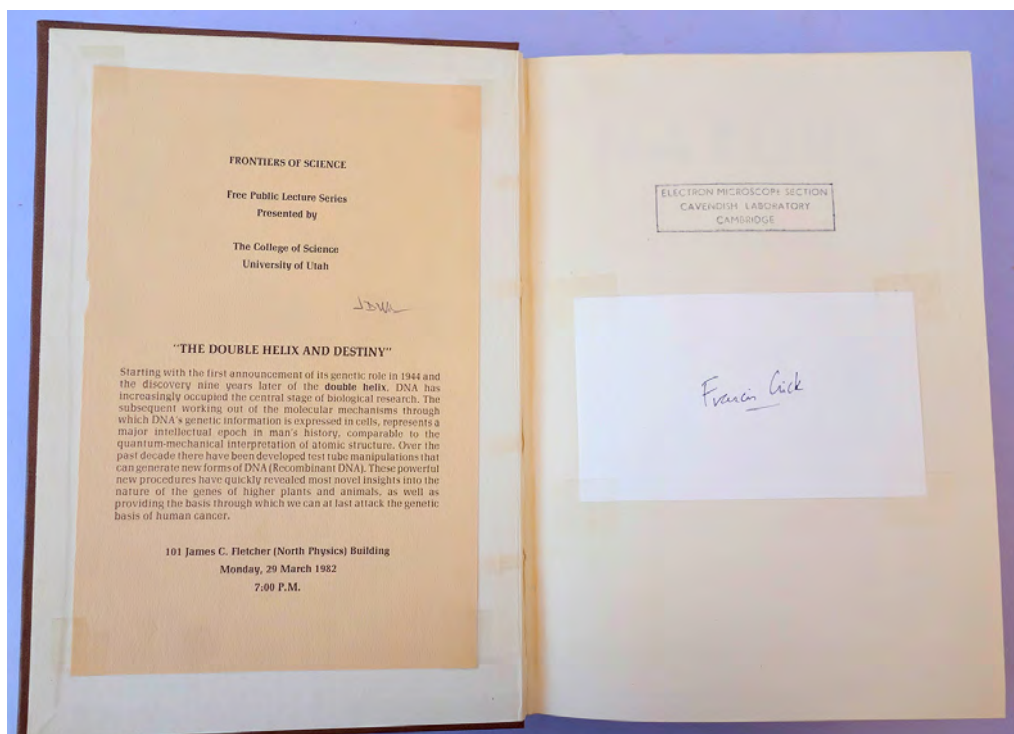 FRONTIERS OF SCIENCE
Free Public Lecture Series
Presented by
The College of Science
University of Utah
"THE DOUBLE HELIX AND DESTINY"
Starting with the first announcement of its genetic role in 1944 and
the discovery nine years later of the double helix, DNA has
increasingly occupied the central stage of biological research. The
subsequent working out of the molecular mechanisms through
which DNA's genetic information is expressed in cells, represents a
major intellectual epoch in man's history, comparable to the
quantum-mechanical interpretation of atomic structure. Over the
past decade there have been developed test tube manipulations that
can generate new forms of DNA (Recombinant DNA). These powerful
new procedures have quickly revealed most novel insights into the
nature of the genes of higher plants and animals, as well as
providing the basis through which we can at last attack the genetic
basis of human cancer.
101 James C. Fletcher (North Physics) Building
Monday, 29 March 1982
7:00 P.M.
ELECTRON MICROSCOPY SECTION
CAVENDISH LABORATORY
CAMBRIDGE
Francis Crick